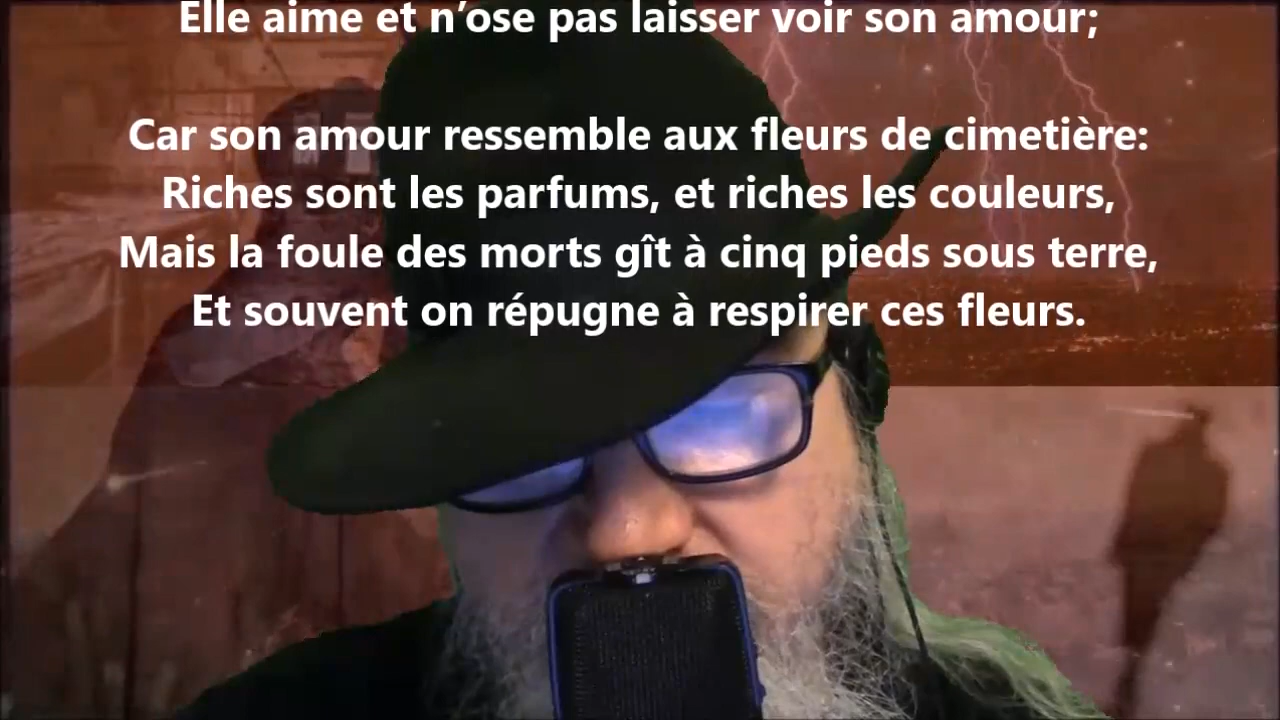 Elle aime et n’ose pas laisser voir son amour;
Car son amour ressemble aux fleurs de cimetière:
Riches sont les parfums, et riches les couleurs,
Mais la foule des morts gît à cinq pieds sous terre,
Et souvent on répugne à respirer ces fleurs.